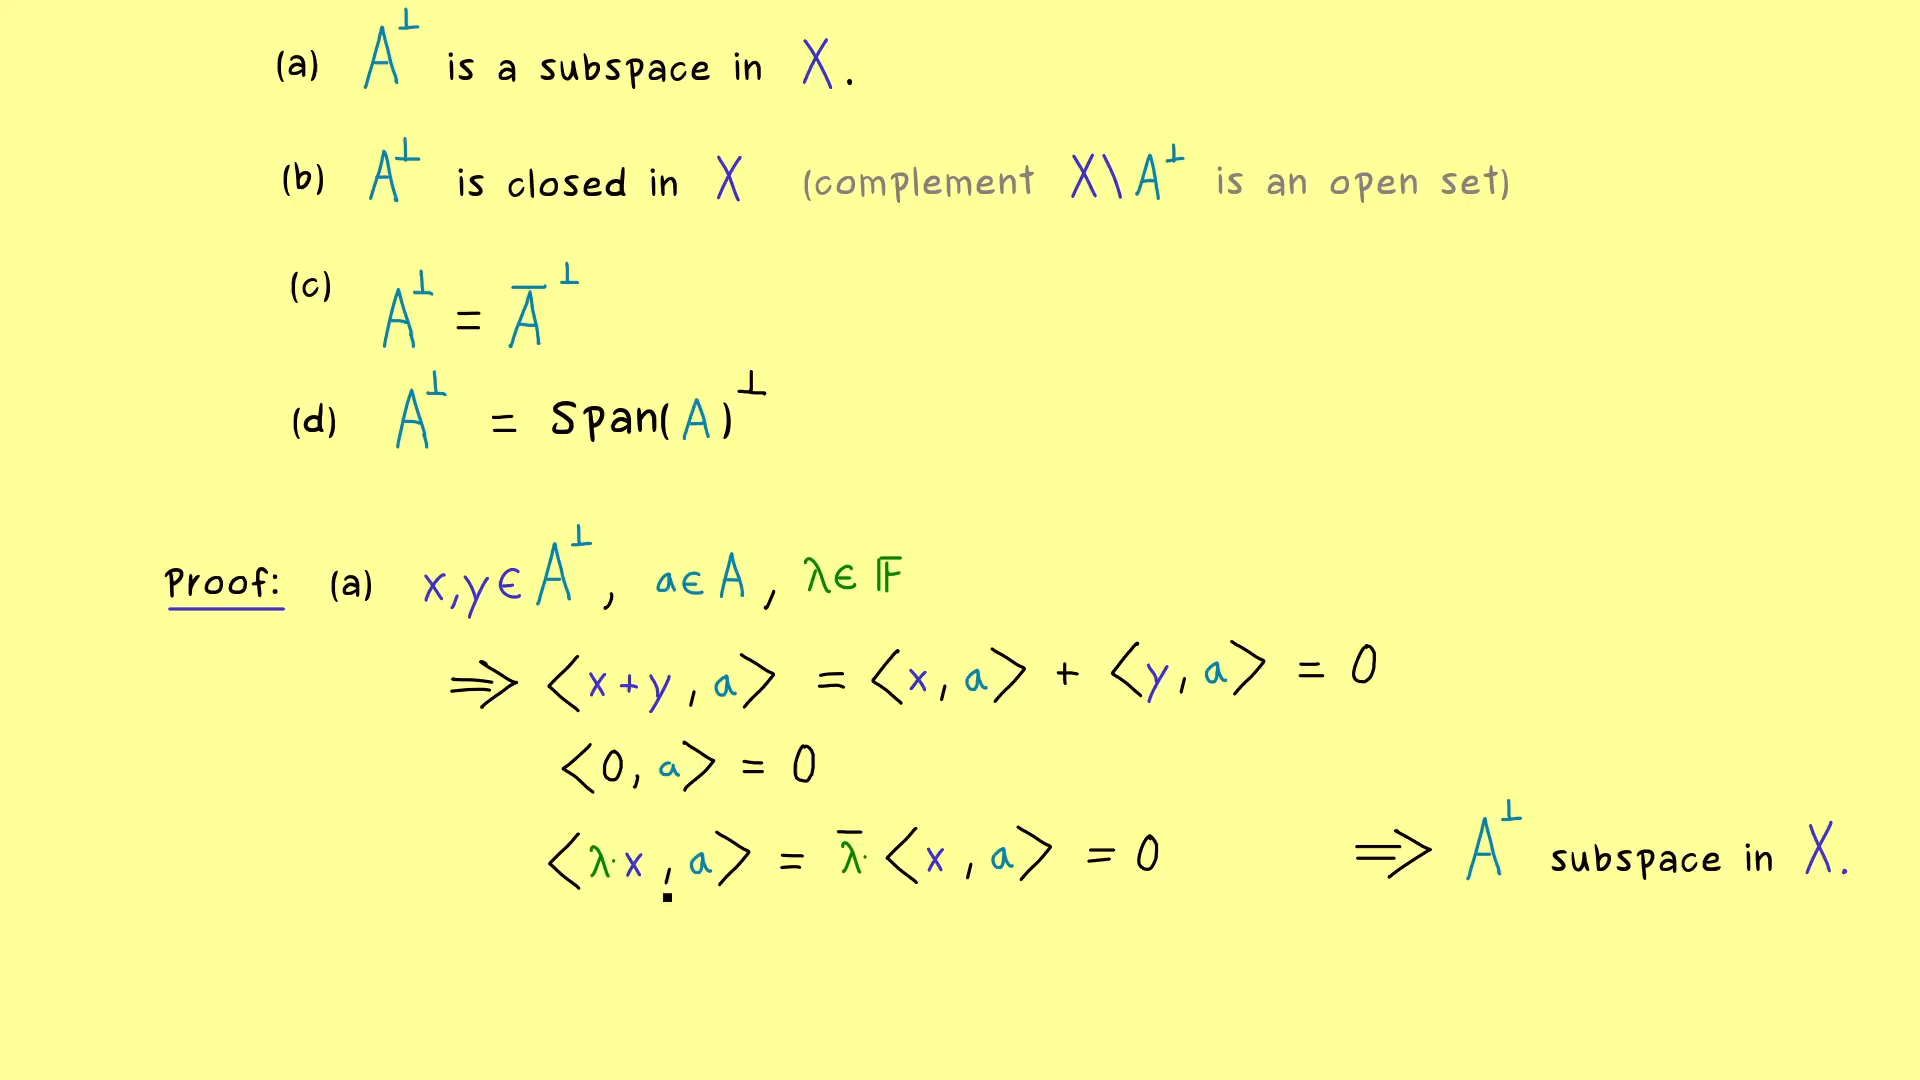 (a) A^⊥ is a subspace in X.
(b) A^⊥ is closed in X (complement X\A^⊥ is an open set)
(c) A^⊥ = A̅^⊥
(d) A^⊥ = Span(A)^⊥
Proof: (a) x,y ∈ A^⊥, a ∈ A, λ ∈ 𝔽
⟹ <x+y, a> = <x, a> + <y, a> = 0
<0, a> = 0
<λ·x, a> = λ̅·<x, a> = 0 ⟹ A^⊥ subspace in X.